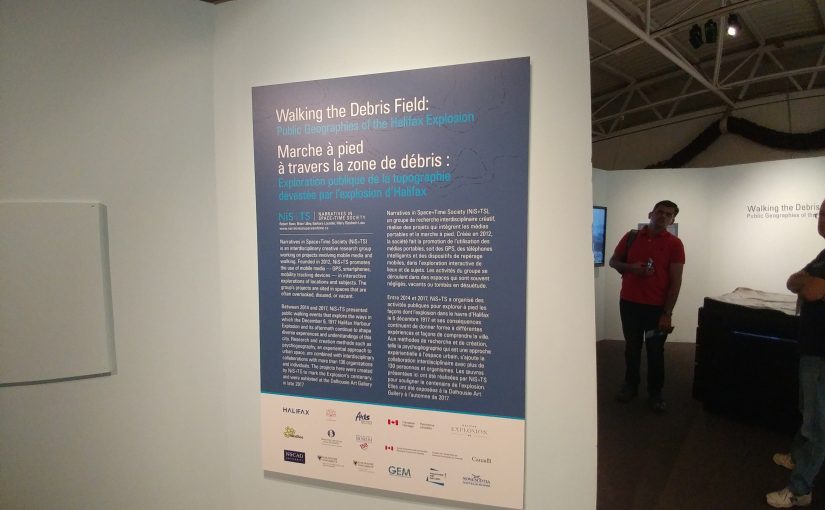 Walking the Debris Field:
Public Geographies of the Halifax Explosion
Marche à pied
à travers la zone de débris :
Exploration publique de la topographie
dévastée par l'explosion d'Halifax
NiS+TS NARRATIVES IN
SPACE+TIME SOCIETY
Narratives in Space+Time Society (NiS+TS)
is an interdisciplinary creative research group
working on projects involving mobile media and
walking. Founded in 2012, NiS+TS promotes
the use of mobile media — GPS, smartphones,
mobility tracking devices — in interactive
explorations of locations and subjects. The
group's projects are sited in spaces that are
often overlooked, disused, or vacant.
Between 2014 and 2017, NiS+TS presented
public walking events that explore the ways in
which the December 6, 1917 Halifax Harbour
Explosion and its aftermath continue to shape
diverse experiences and understandings of this
city. Research and creation methods such as
psychogeography, an experiential approach to
urban space, are combined with interdisciplinary
collaborations with more than 130 organizations
and individuals. The projects here were created
by NiS+TS to mark the Explosion's centenary,
and were exhibited at the Dalhousie Art Gallery
in late 2017.
Narratives in Space+Time Society (NiS+TS),
un groupe de recherche interdisciplinaire créatif,
réalise des projets qui intègrent les médias
portables et la marche à pied. Créée en 2012,
la société fait la promotion de l'utilisation des
médias portables, soit des GPS, des téléphones
intelligents et des dispositifs de repérage
mobiles, dans l'exploration interactive de
lieux et de sujets. Les activités du groupe se
déroulent dans des espaces qui sont souvent
négligés, vacants ou tombés en désuétude.
Entre 2014 et 2017, NiS+TS a organisé des
activités publiques pour explorer à pied les
façons dont l'explosion dans le havre d'Halifax
le 6 décembre 1917 et ses conséquences
continuent de donner forme à différentes
expériences et façons de comprendre la ville.
Aux méthodes de recherche et de création,
telle la psychogéographie qui est une approche
expérientielle à l'espace urbain, s'ajoute la
collaboration interdisciplinaire avec plus de
130 personnes et organismes. Les œuvres
présentées ici ont été réalisées par NiS+TS
pour souligner le centenaire de l'explosion.
Elles ont été exposées à la Dalhousie Art
Gallery à l'automne de 2017.
HALIFAX
Arts
EXPLOSION
NSCAD
GEM
Canada
NOVA SCOTIA
Walking the Debris
Public Geographies of the